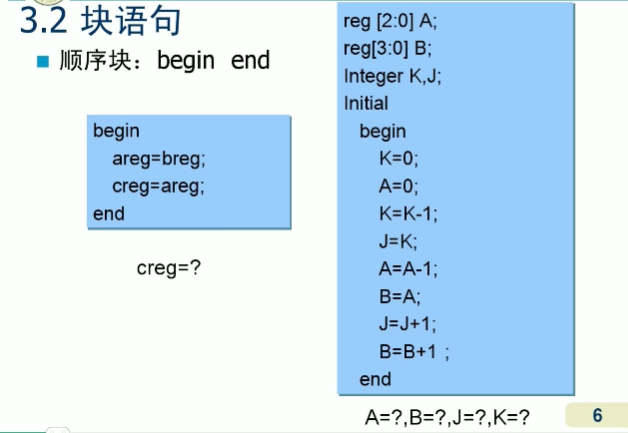 3.2 块语句
顺序块：begin end
begin
areg=breg;
creg=areg;
end
creg=?
reg [2:0] A;
reg[3:0] B;
Integer K,J;
Initial
begin
K=0;
A=0;
K=K-1;
J=K;
A=A-1;
B=A;
J=J+1;
B=B+1 ;
end
A=?,B=?,J=?,K=?
6